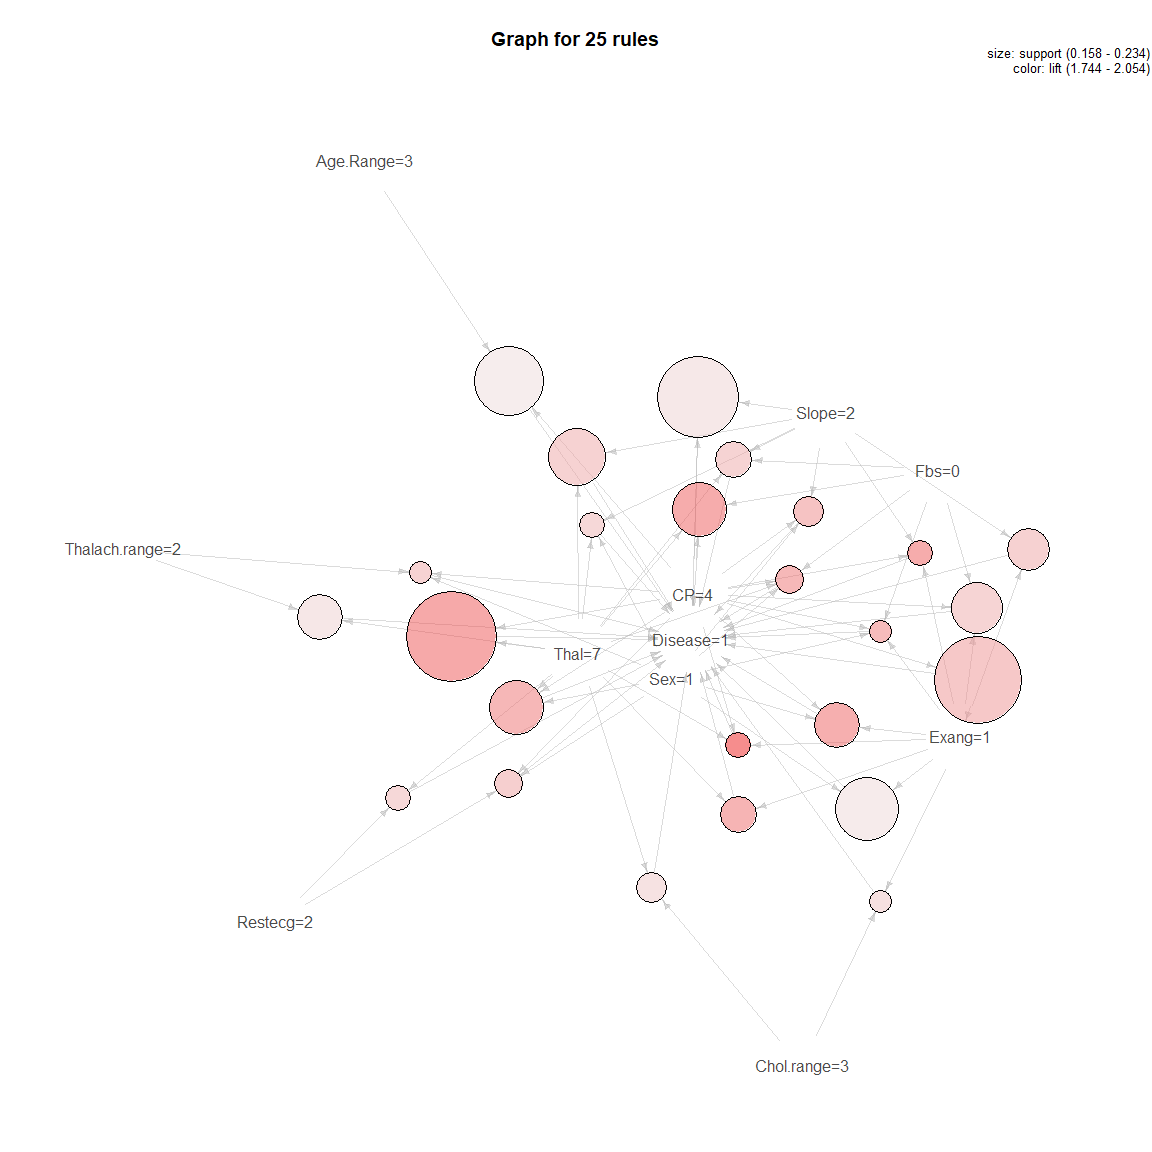 Graph for 25 rules
size: support (0.158 - 0.234)
color: lift (1.744 - 2.054)
Age.Range=3
Slope=2
Fbs=0
Thalach.range=2
CP=4
Disease=1
Thal=7
Sex=1
Exang=1
Restecg=2
Chol.range=3